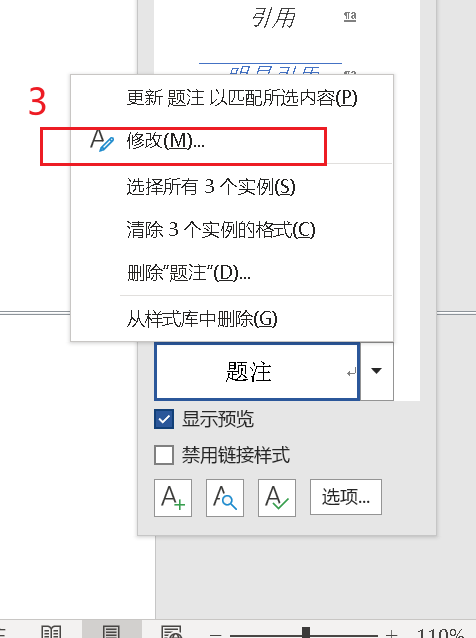 引用
明显引用
3
更新 题注 以匹配所选内容(P)
修改(M)...
选择所有 3 个实例(S)
清除 3 个实例的格式(C)
删除“题注”(D)...
从样式库中删除(G)
题注
显示预览
禁用链接样式
选项...
110%